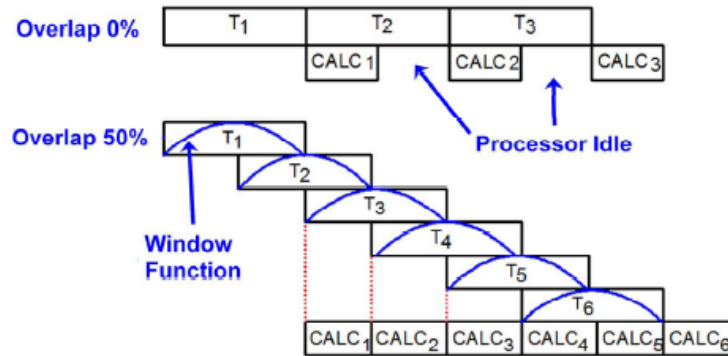 Overlap 0%
T1
T2
T3
CALC1
CALC2
CALC3
Processor Idle
Overlap 50%
T1
T2
T3
T4
T5
T6
Window
Function
CALC1
CALC2
CALC3
CALC4
CALC5
CALC6